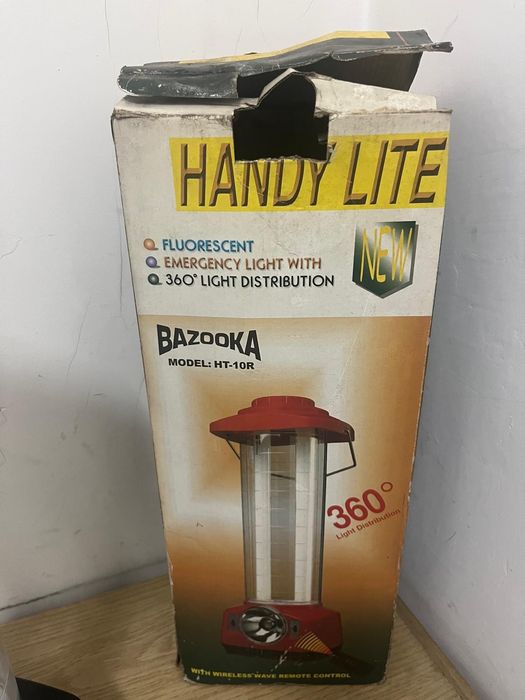 HANDY LITE
FLUORESCENT
EMERGENCY LIGHT WITH
360° LIGHT DISTRIBUTION
NEW
BAZOOKA
MODEL: HT-10R
360°
Light Distribution
WITH WIRELESS WAVE REMOTE CONTROL